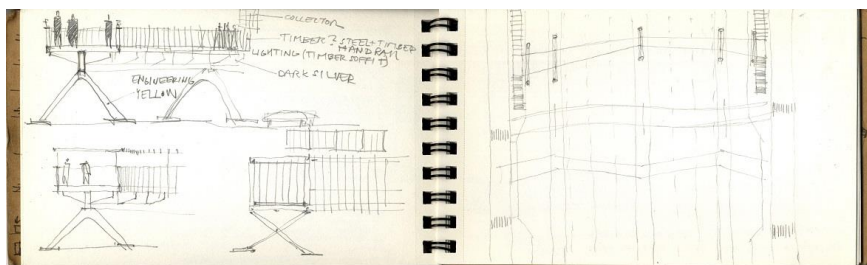 COLLECTOR
TIMBER? STEEL + TIMBER
HANDRAIL
LIGHTING (TIMBER SOFFIT)
DARK SILVER
ENGINEERING
YELLOW